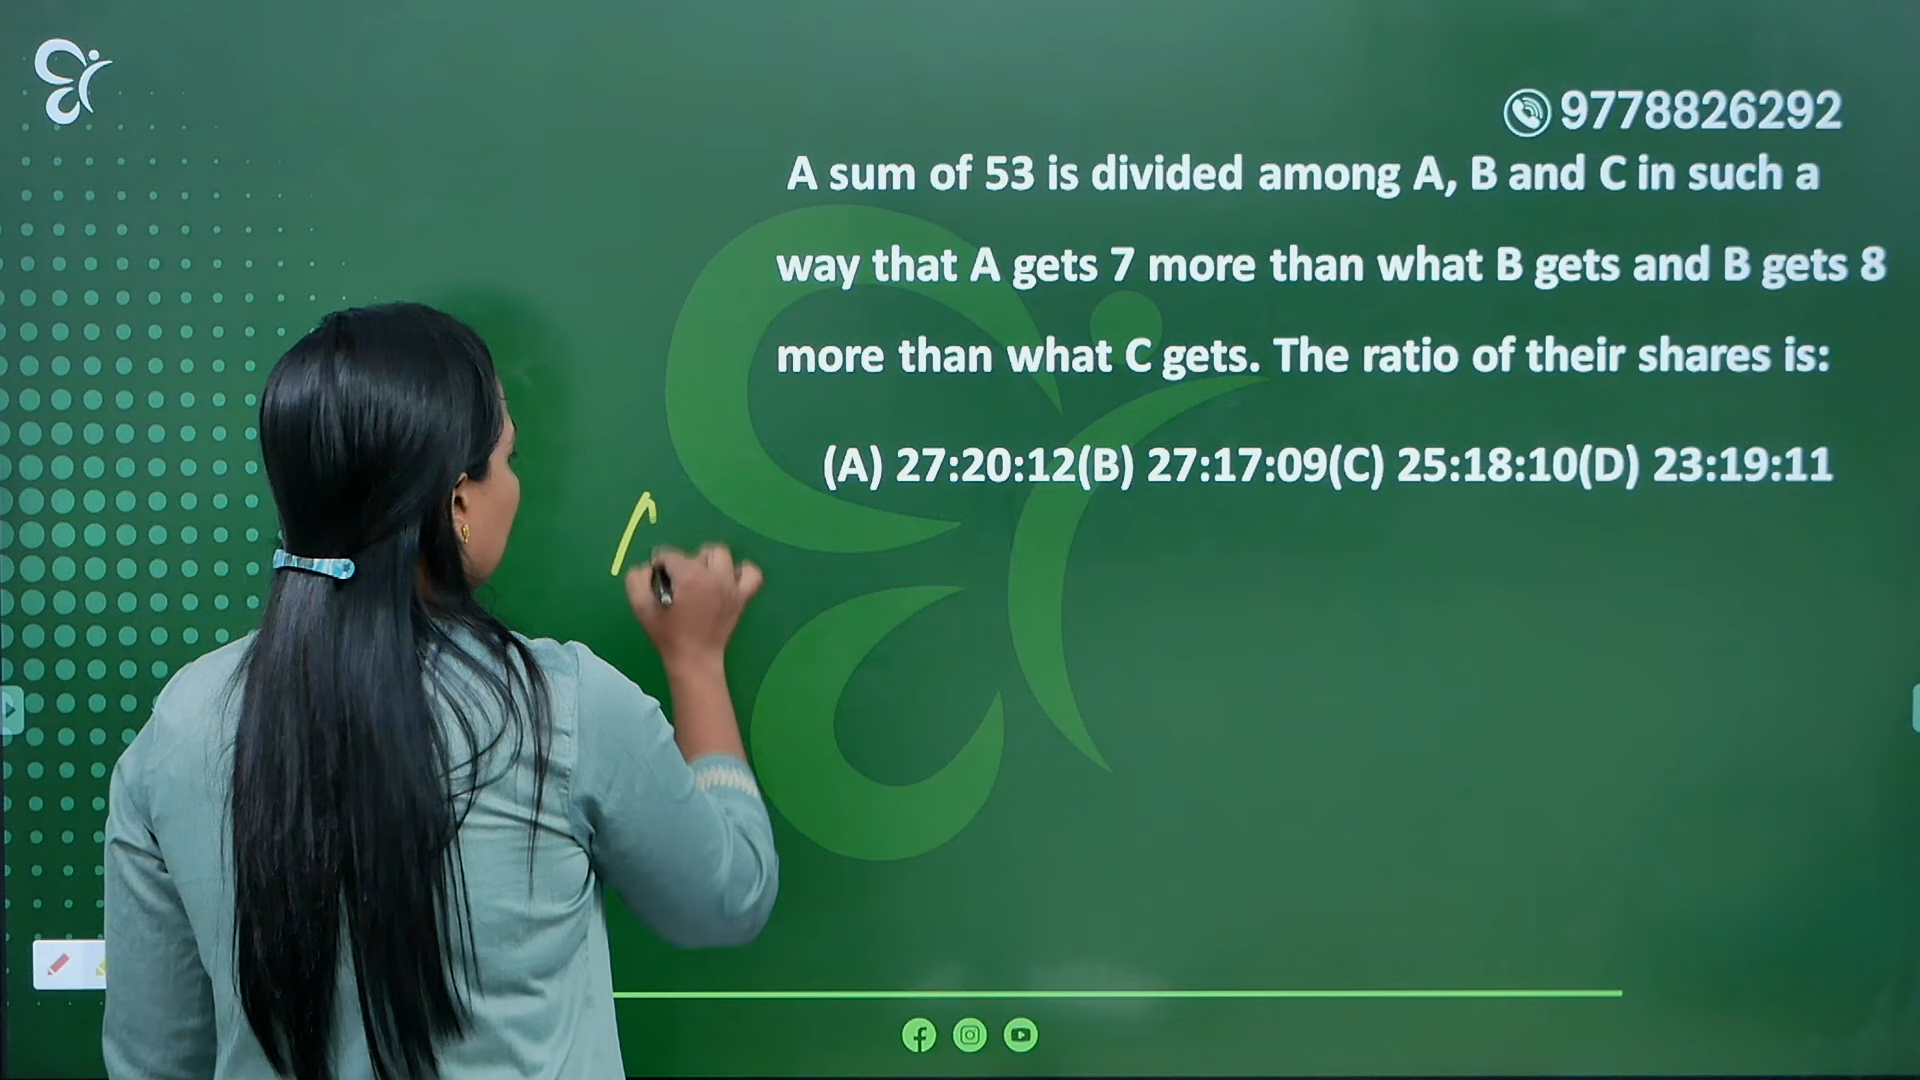 9778826292
A sum of 53 is divided among A, B and C in such a
way that A gets 7 more than what B gets and B gets 8
more than what C gets. The ratio of their shares is:
(A) 27:20:12(B) 27:17:09(C) 25:18:10(D) 23:19:11